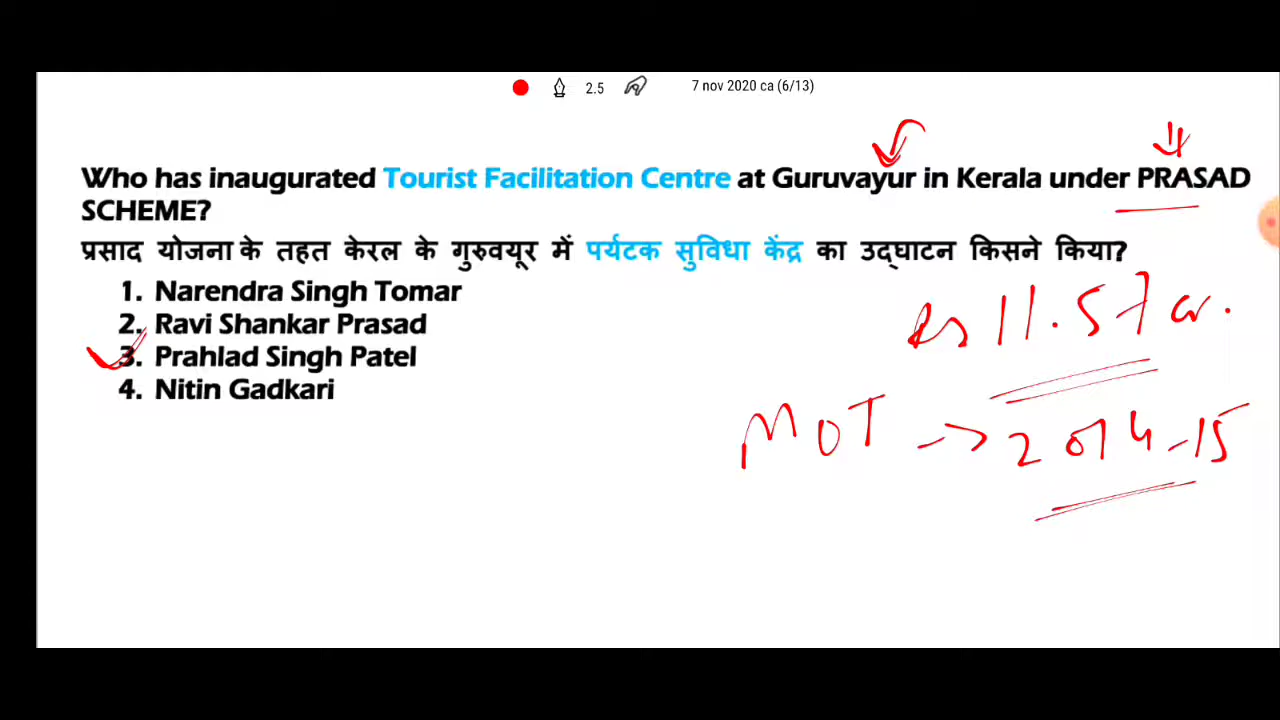 2.5 7 nov 2020 ca (6/13)
Who has inaugurated Tourist Facilitation Centre at Guruvayur in Kerala under PRASAD
SCHEME?
प्रसाद योजना के तहत केरल के गुरुवयूर में पर्यटक सुविधा केंद्र का उद्घाटन किसने किया?
1. Narendra Singh Tomar
2. Ravi Shankar Prasad
3. Prahlad Singh Patel
4. Nitin Gadkari
Rs 11.57 cr.
MOT -> 2014-15